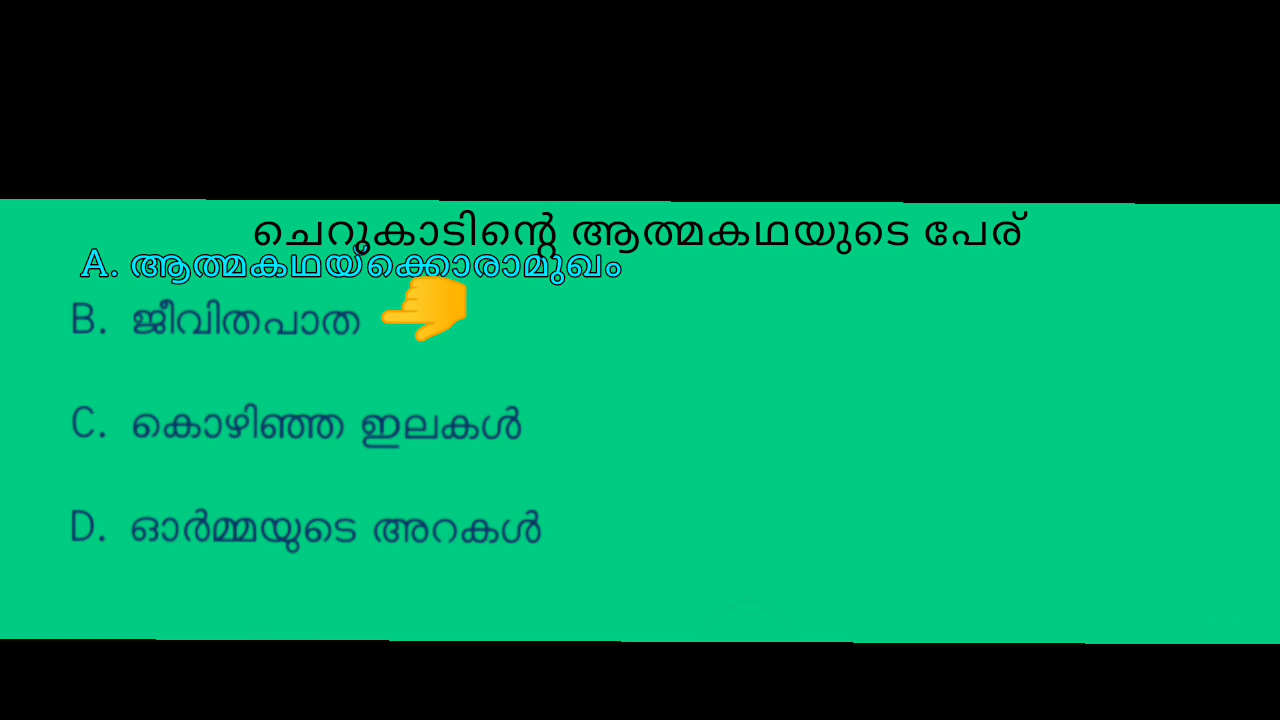 ചെറുകാടിന്റെ ആത്മകഥയുടെ പേര്
A. ആത്മകഥയ്ക്കൊരാമുഖം
B. ജീവിതപാത
C. കൊഴിഞ്ഞ ഇലകൾ
D. ഓർമ്മയുടെ അറകൾ